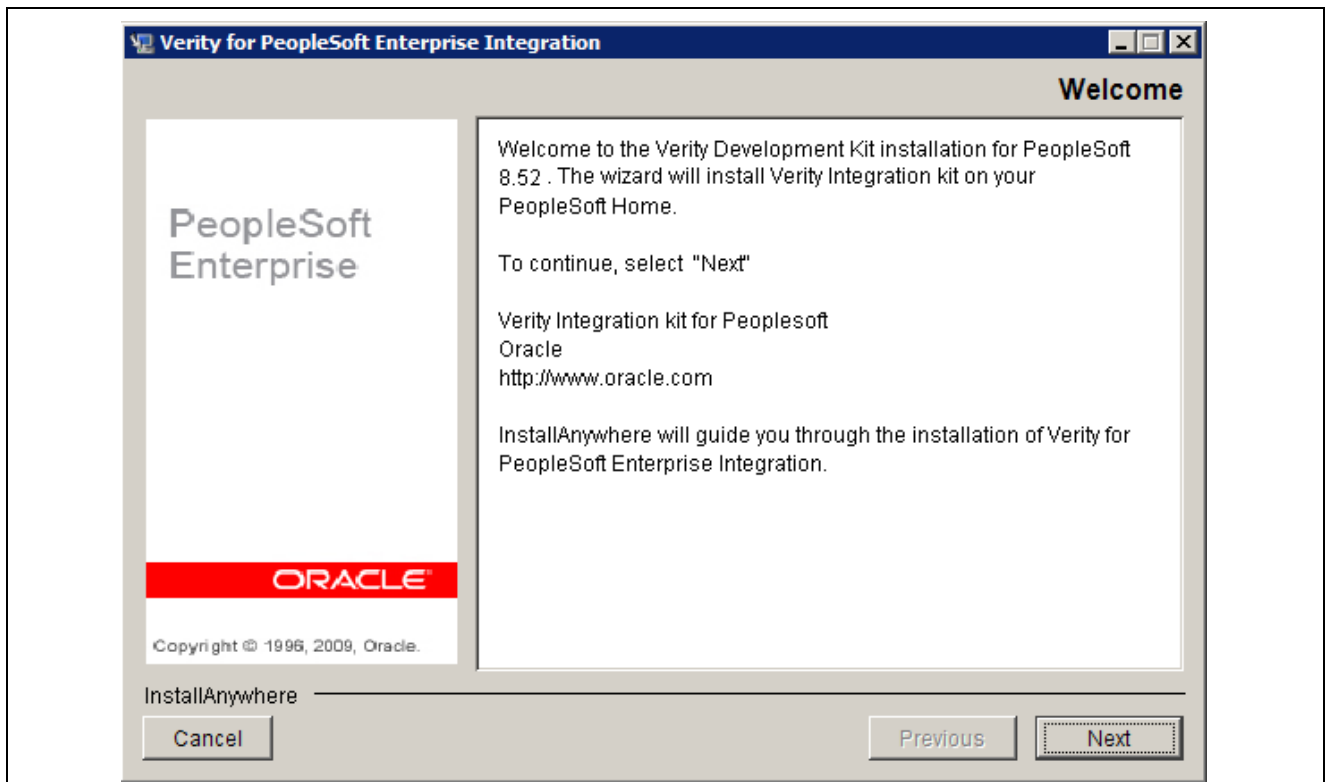 Verity for PeopleSoft Enterprise Integration
Welcome
PeopleSoft
Enterprise
ORACLE
Copyright © 1996, 2009, Oracle.
Welcome to the Verity Development Kit installation for PeopleSoft
8.52 . The wizard will install Verity Integration kit on your
PeopleSoft Home.
To continue, select "Next"
Verity Integration kit for Peoplesoft
Oracle
http://www.oracle.com
InstallAnywhere will guide you through the installation of Verity for
PeopleSoft Enterprise Integration.
InstallAnywhere
Cancel
Previous
Next